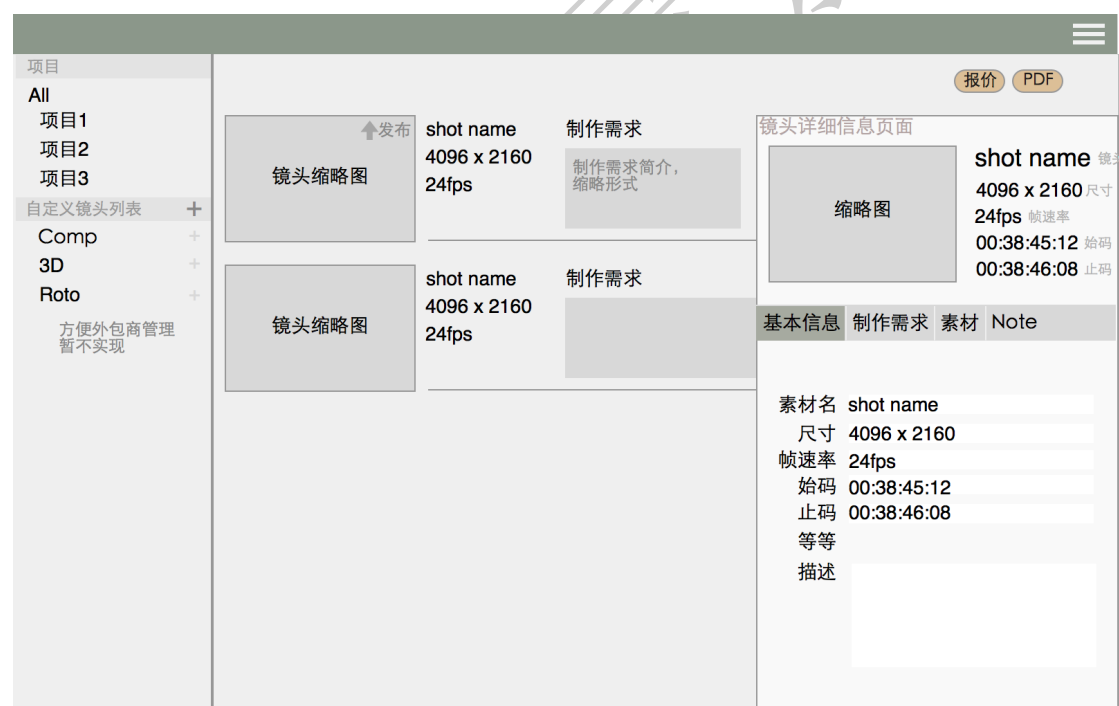 项目
All
项目1
项目2
项目3
自定义镜头列表 +
Comp +
3D +
Roto +
方便外包商管理
暂不实现
报价 PDF
发布
镜头缩略图
shot name
4096 x 2160
24fps
制作需求
制作需求简介，
缩略形式
镜头缩略图
shot name
4096 x 2160
24fps
制作需求
镜头详细信息页面
缩略图
shot name 镜
4096 x 2160 尺寸
24fps 帧速率
00:38:45:12 始码
00:38:46:08 止码
基本信息 制作需求 素材 Note
素材名 shot name
尺寸 4096 x 2160
帧速率 24fps
始码 00:38:45:12
止码 00:38:46:08
等等
描述